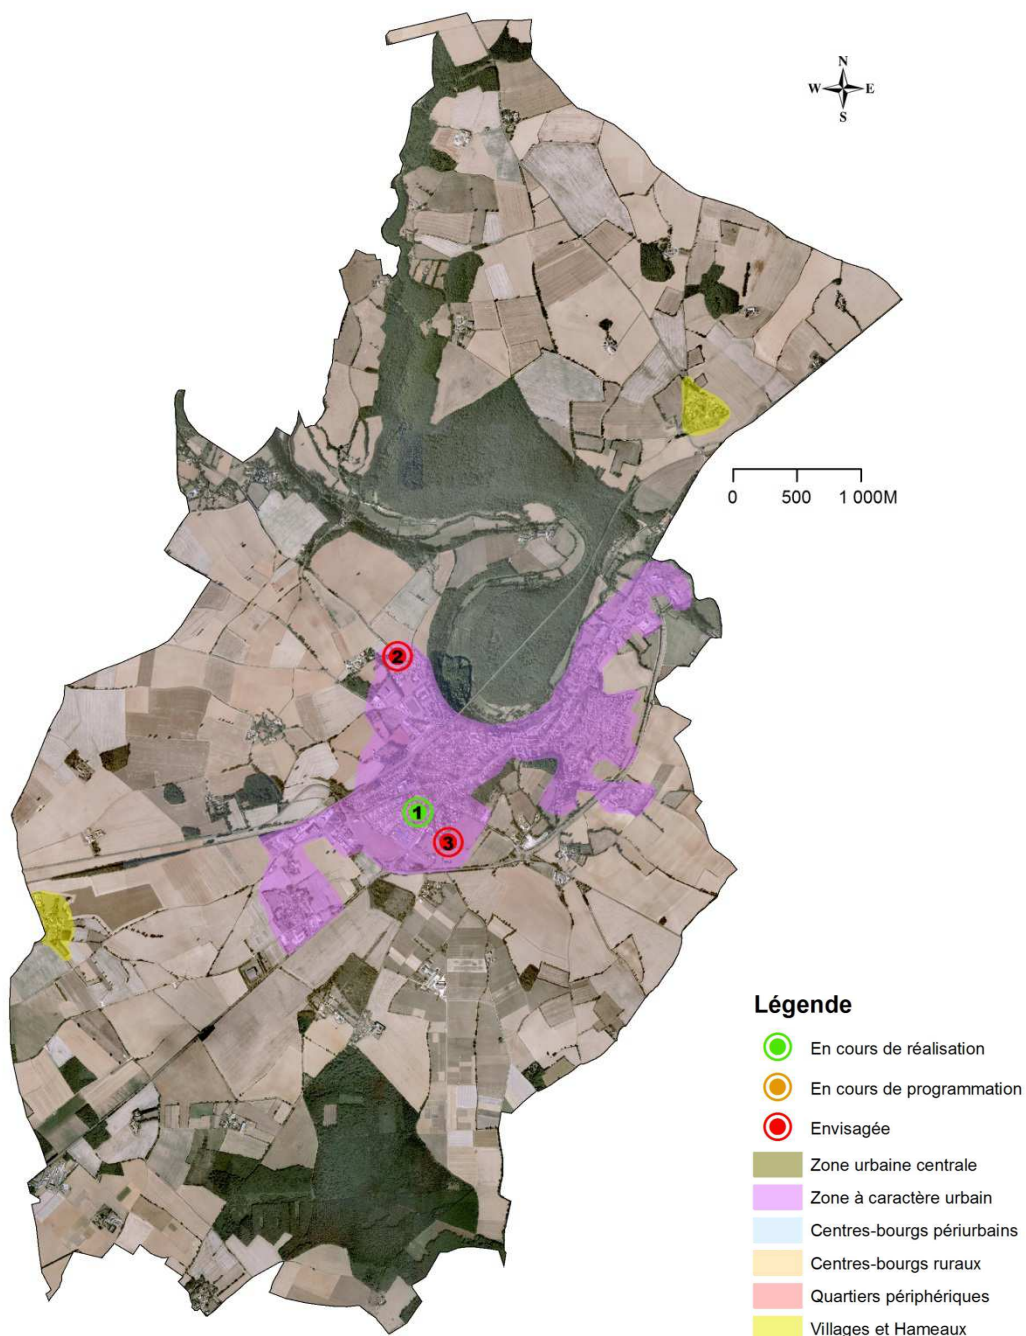 N
W E
S
0 500 1 000M
2
1
3
Légende
En cours de réalisation
En cours de programmation
Envisagée
Zone urbaine centrale
Zone à caractère urbain
Centres-bourgs périurbains
Centres-bourgs ruraux
Quartiers périphériques
Villages et Hameaux